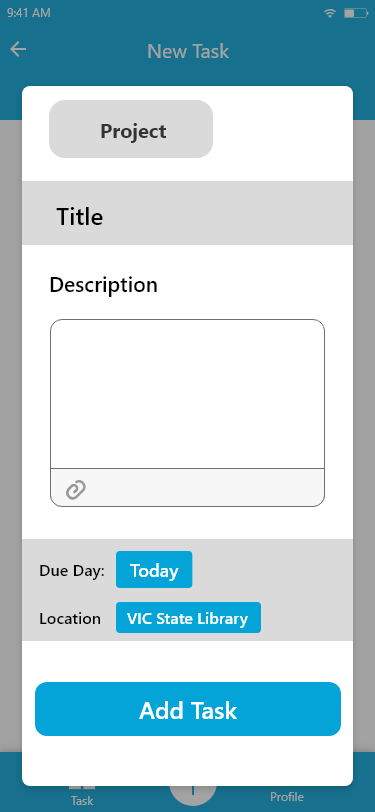 9:41 AM
New Task
Project
Title
Description
Due Day: Today
Location VIC State Library
Add Task
Task
Profile